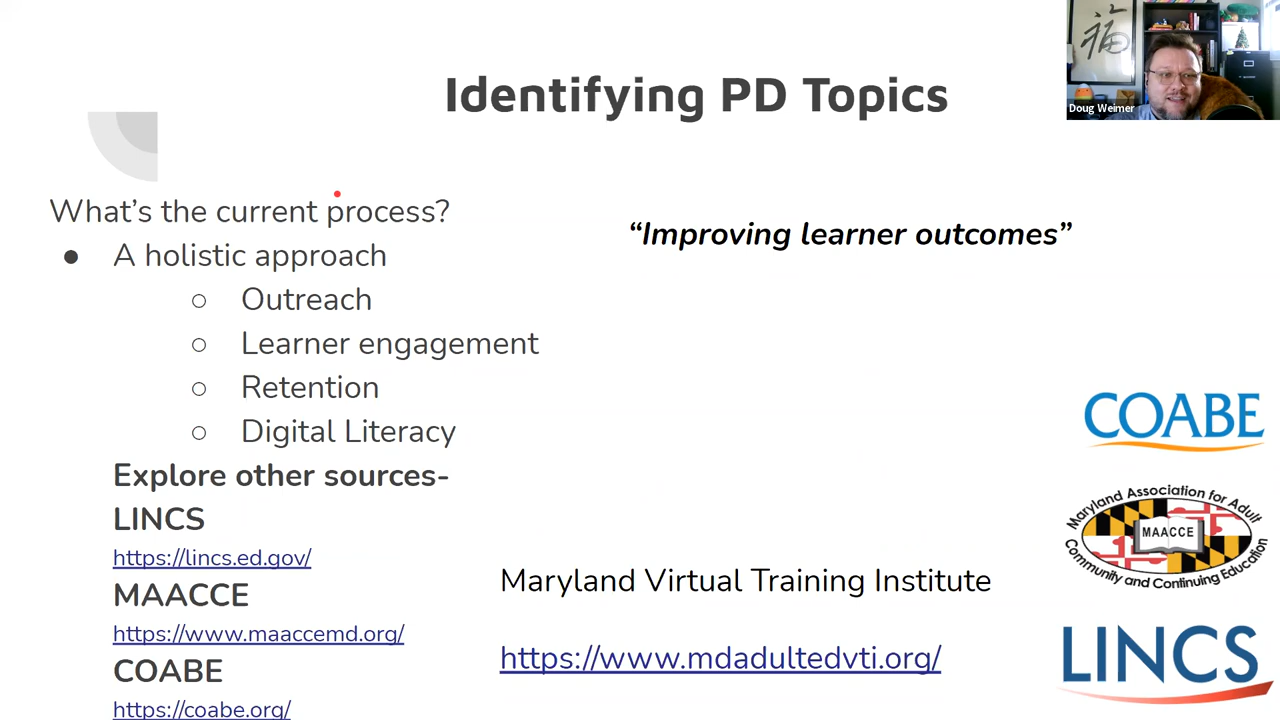 Identifying PD Topics
福
Doug Weimer
What's the current process?
● A holistic approach
○ Outreach
○ Learner engagement
○ Retention
○ Digital Literacy
Explore other sources-
LINCS
https://lincs.ed.gov/
MAACCE
https://www.maaccemd.org/
COABE
https://coabe.org/
“Improving learner outcomes”
Maryland Virtual Training Institute
https://www.mdadultedvti.org/
COABE
Maryland Association for Adult
MAACCE
Community and Continuing Education
LINCS